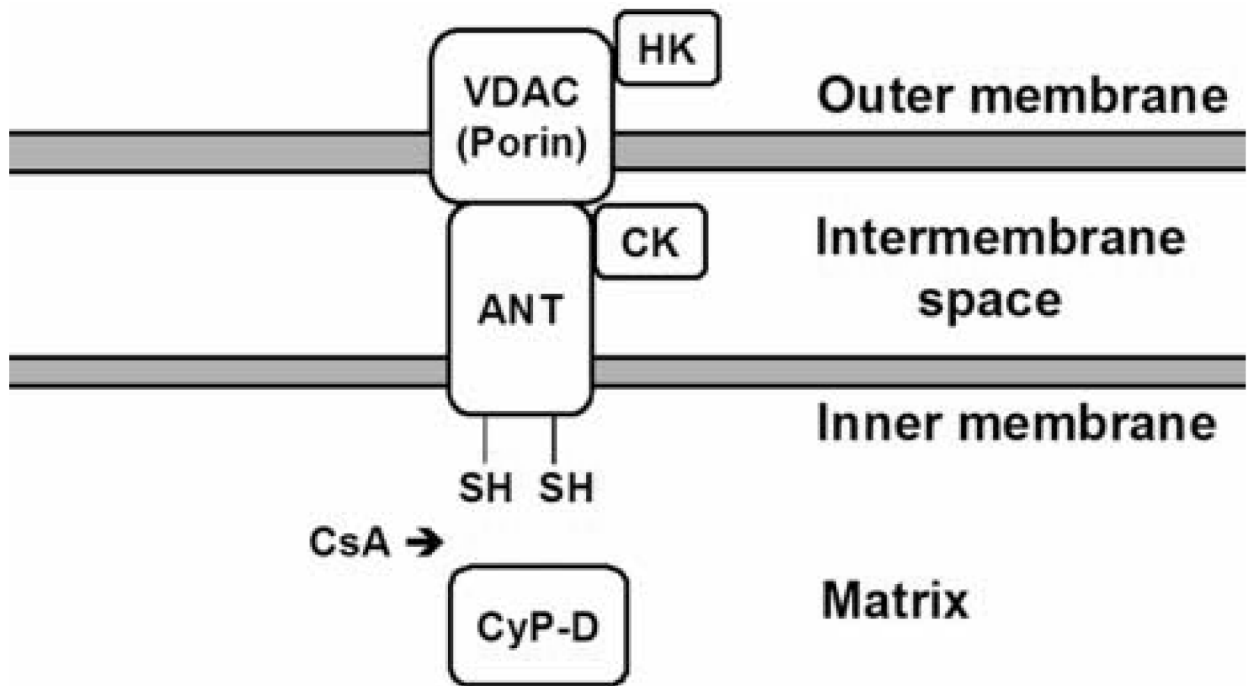 HK
VDAC
(Porin)
Outer membrane
CK
Intermembrane
space
ANT
Inner membrane
SH SH
CsA ➔
CyP-D
Matrix